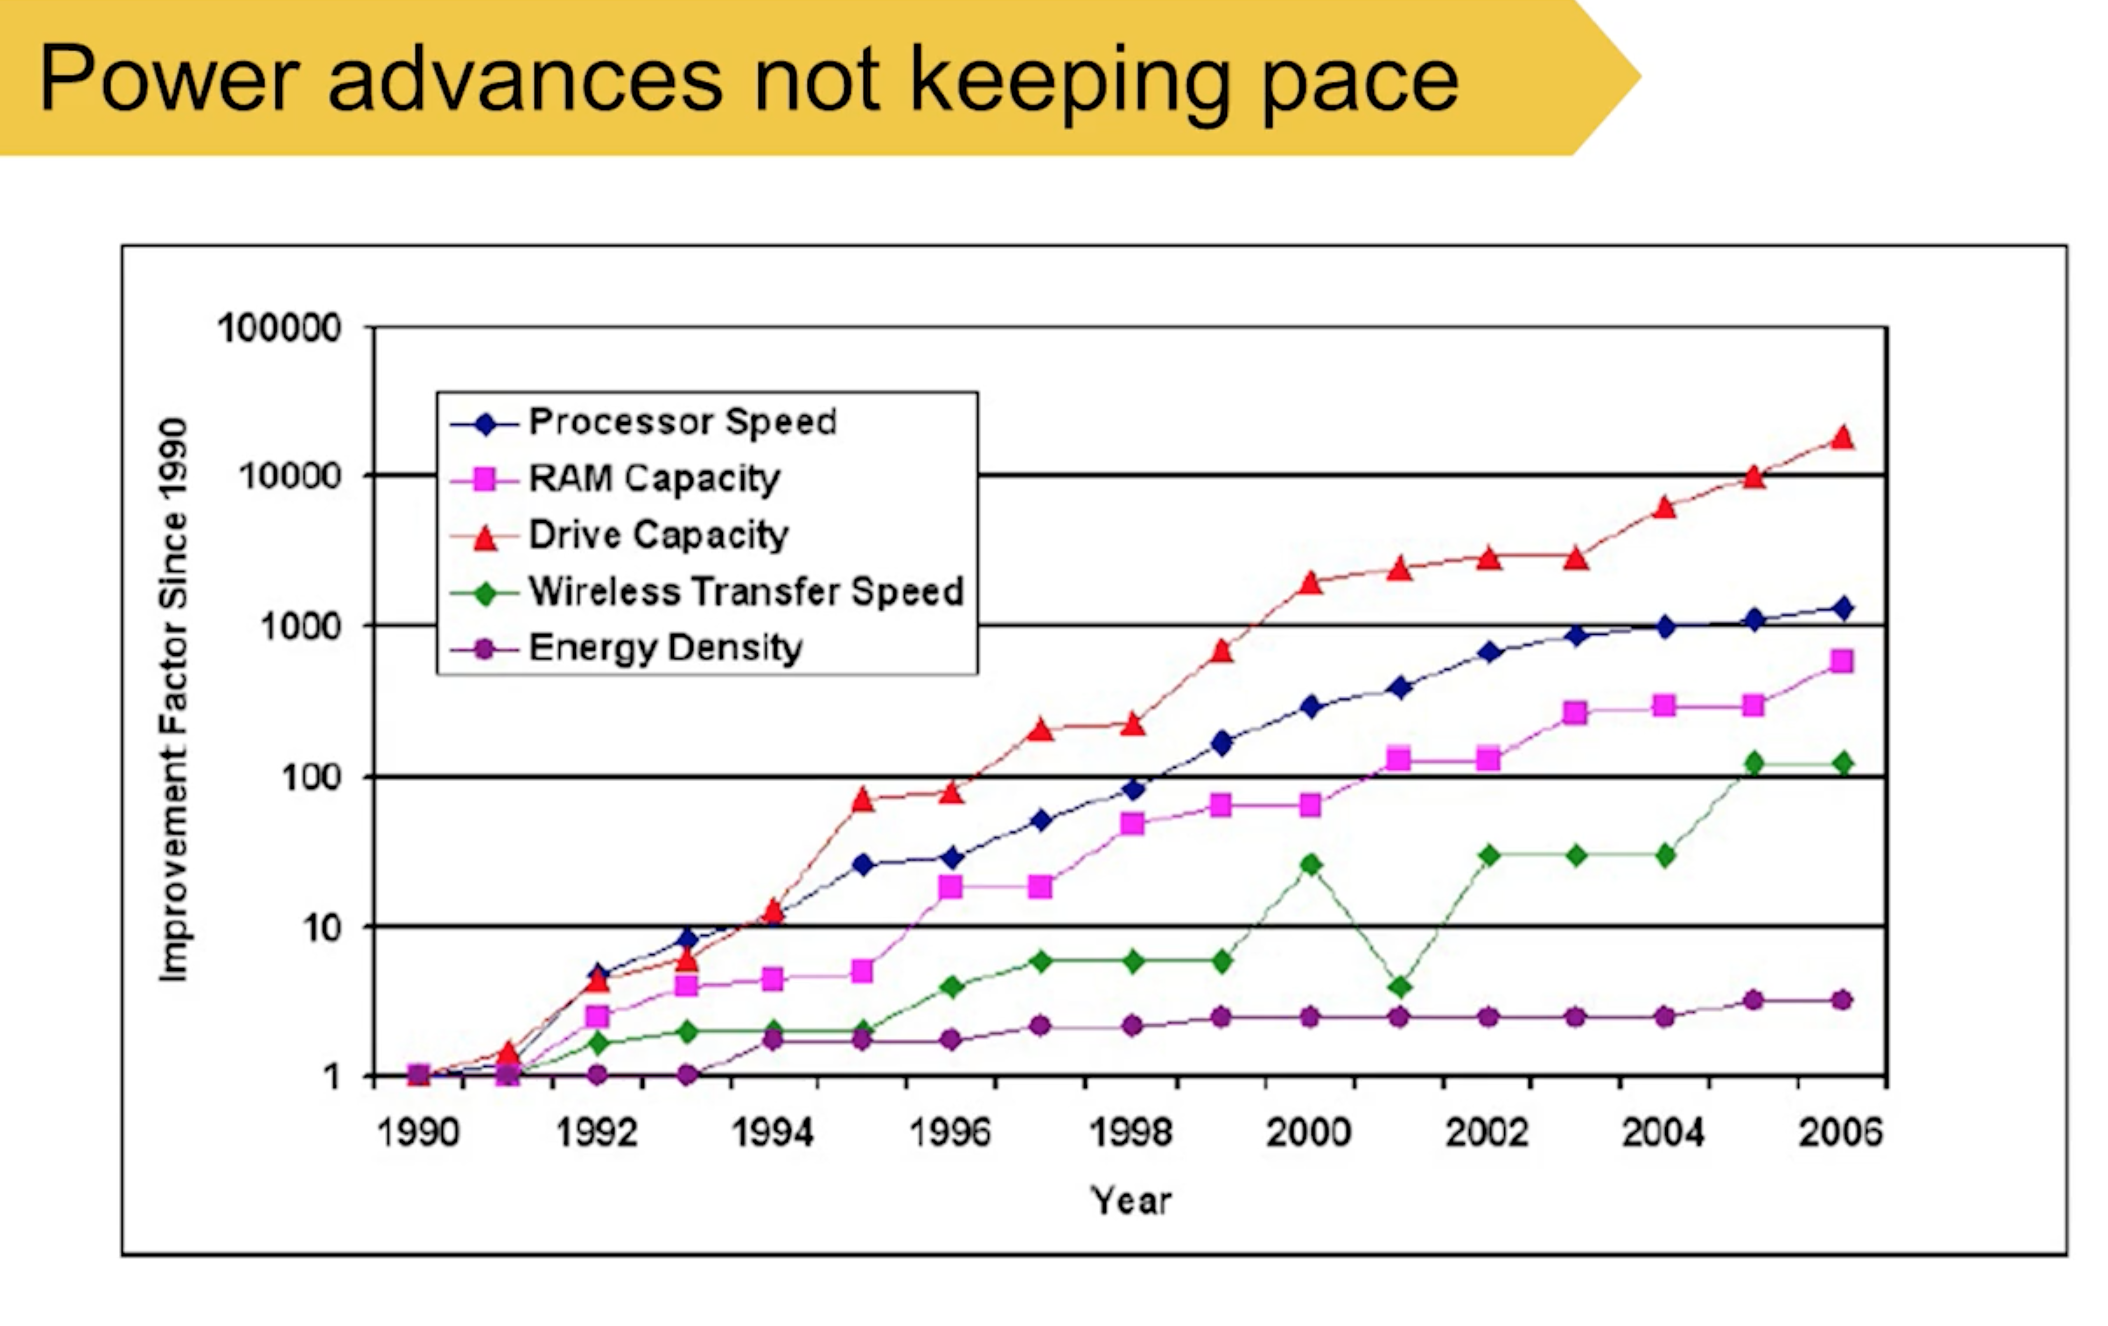 Power advances not keeping pace
100000
10000
1000
100
10
1
Improvement Factor Since 1990
Processor Speed
RAM Capacity
Drive Capacity
Wireless Transfer Speed
Energy Density
1990 1992 1994 1996 1998 2000 2002 2004 2006
Year